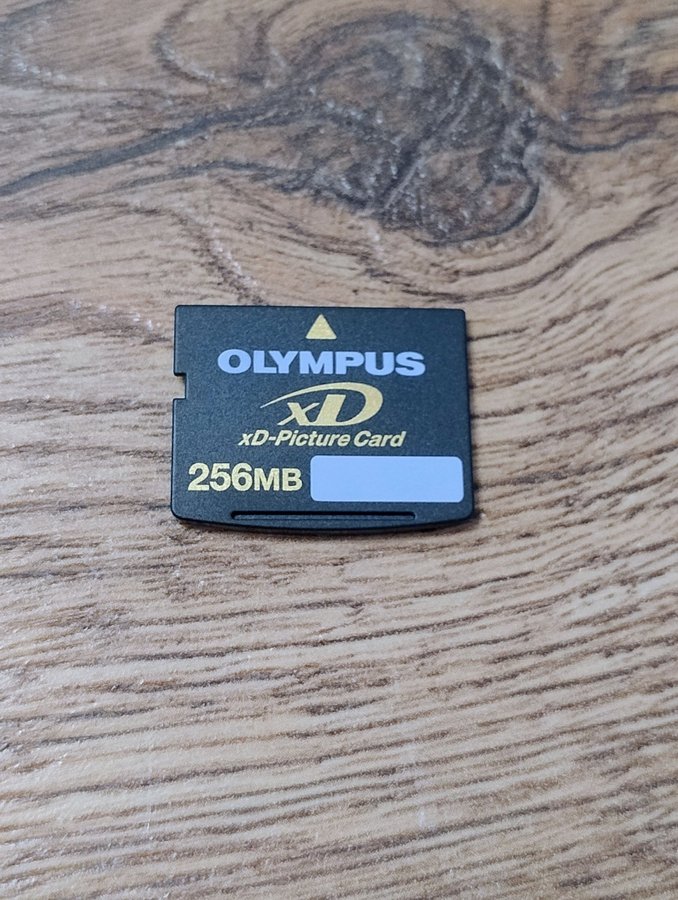 OLYMPUS
xD
xD-Picture Card
256MB